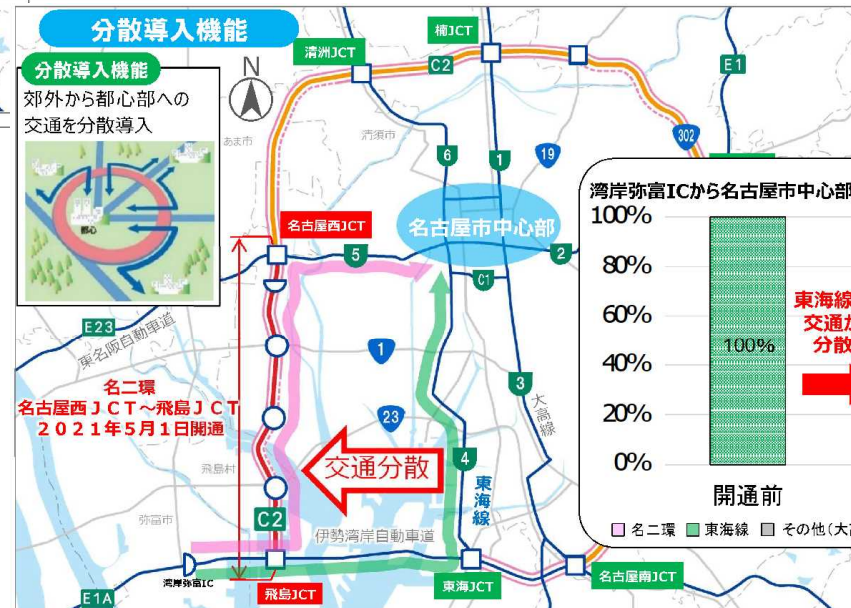 分散導入機能
分散導入機能
郊外から都心部への
交通を分散導入
都心
N
清洲JCT
楠JCT
C2
E1
302
あま市
清須市
6
1
19
名古屋西JCT
名古屋市中心部
5
2
C1
E23
東名阪自動車道
1
3
大高線
23
名二環
名古屋西JCT～飛島JCT
2021年5月1日開通
交通分散
4
東海線
飛島村
弥富市
C2
伊勢湾岸自動車道
湾岸弥富IC
E1A
飛島JCT
東海JCT
名古屋南JCT
湾岸弥富ICから名古屋市中心部
100%
80%
60%
40%
20%
0%
100%
東海線
交通が
分散
開通前
名二環 東海線 その他(大高